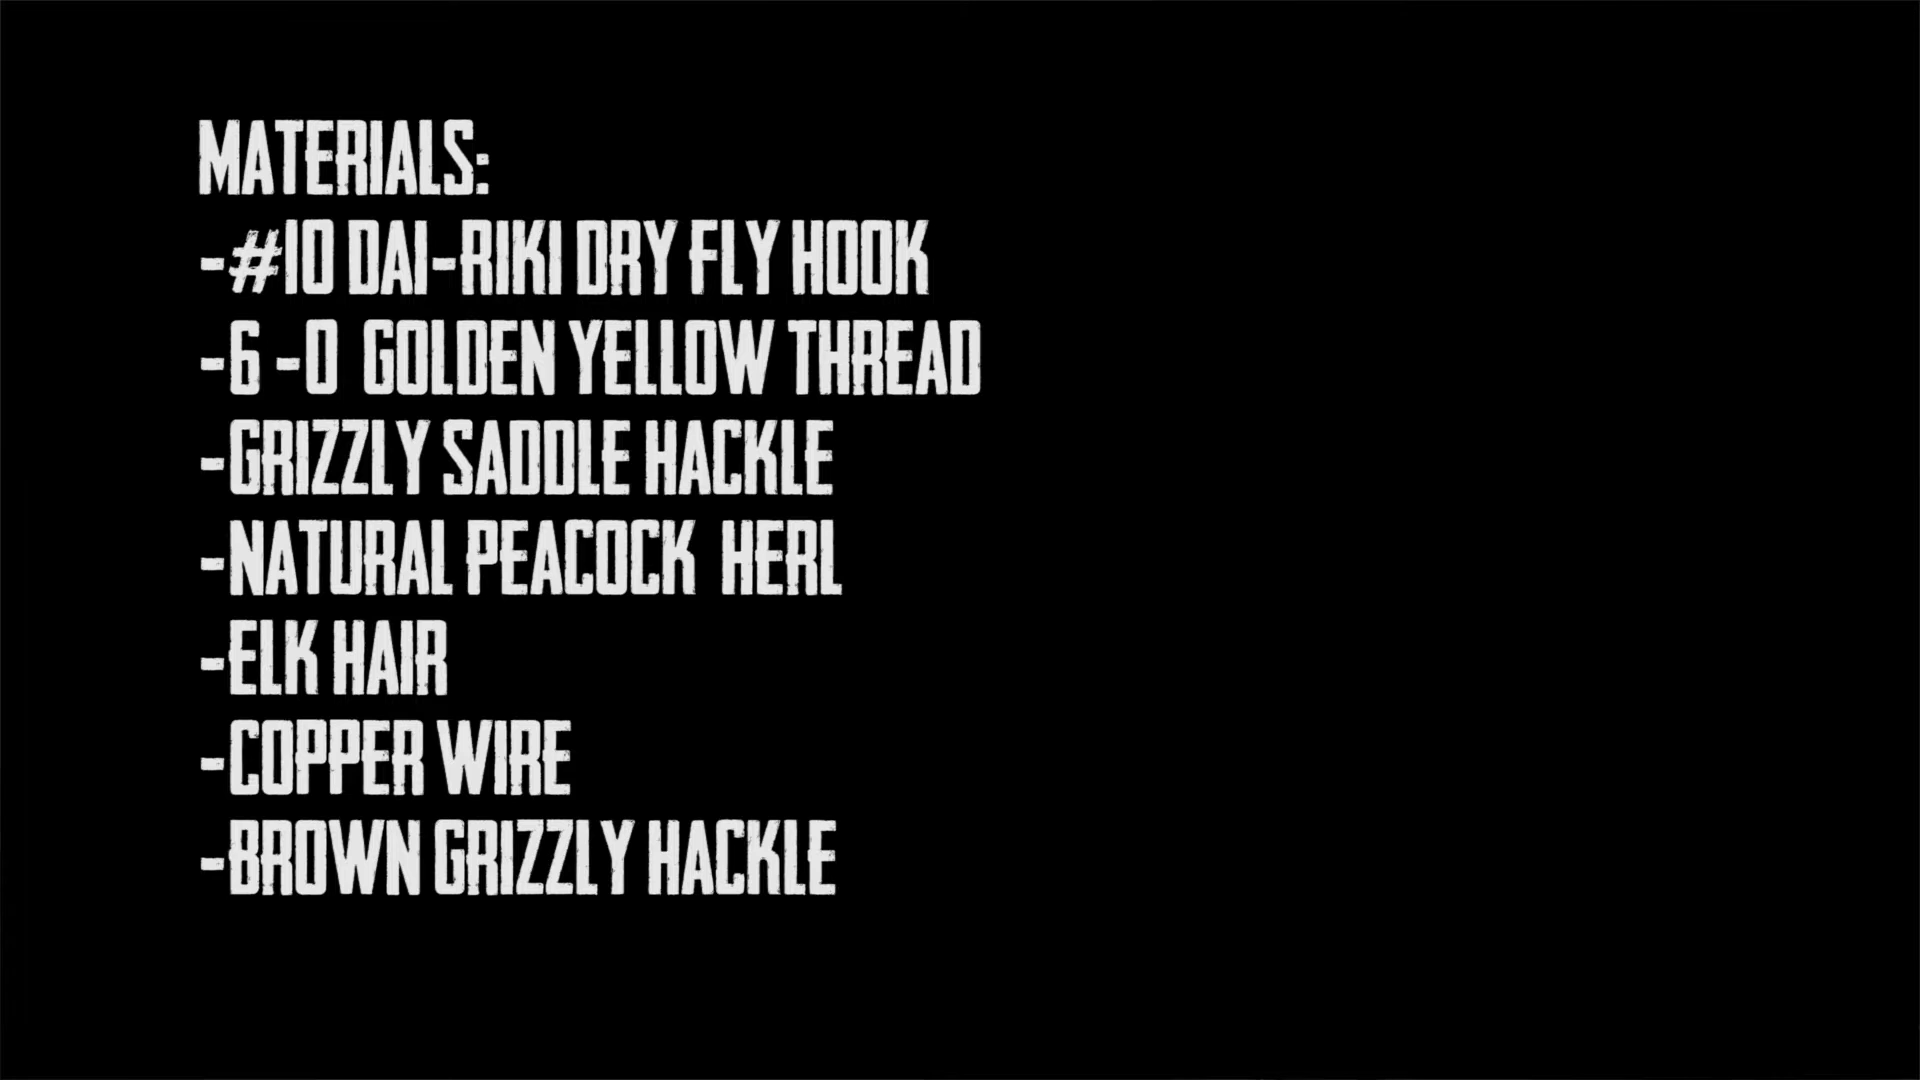 MATERIALS:
-#10 DAI-RIKI DRY FLY HOOK
-6 -0 GOLDEN YELLOW THREAD
-GRIZZLY SADDLE HACKLE
-NATURAL PEACOCK HERL
-ELK HAIR
-COPPER WIRE
-BROWN GRIZZLY HACKLE